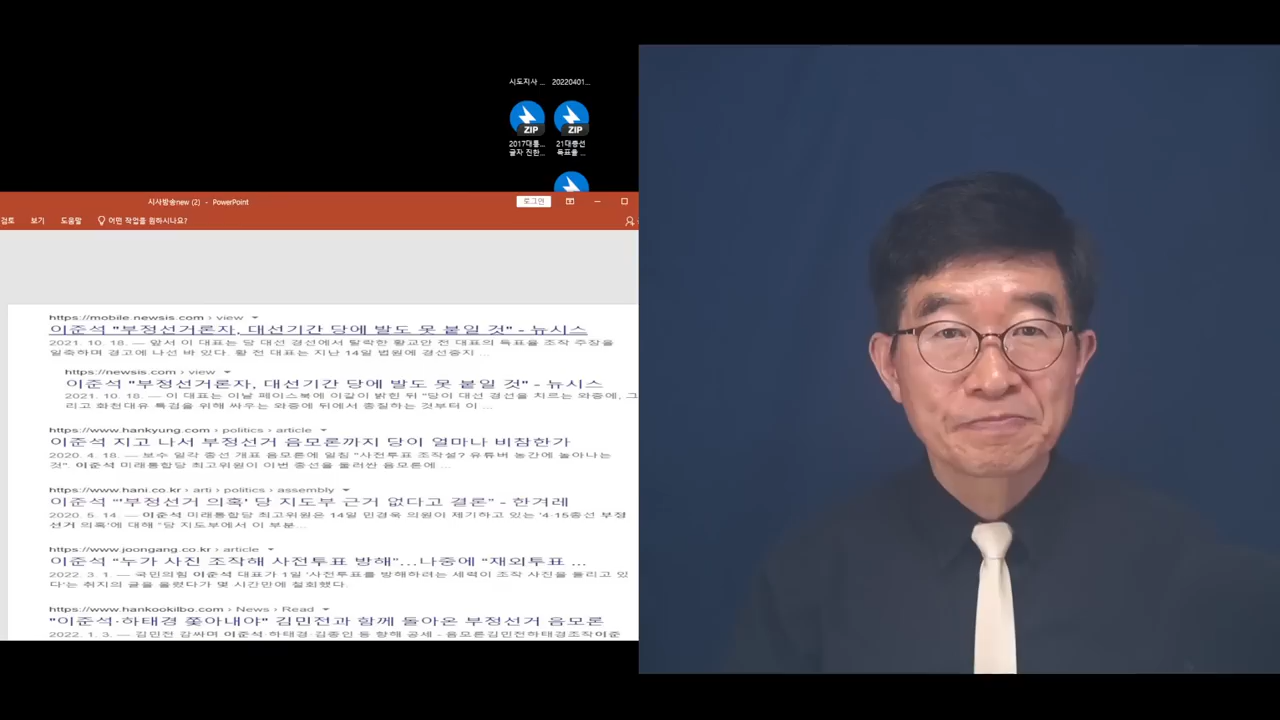 시도지사 ...
20220401...
ZIP
ZIP
2017대통...
글자 진한...
21대총선
득표율 ...
시사방송new (2) - PowerPoint
로그인
검토
보기
도움말
어떤 작업을 원하시나요?
https://mobile.newsis.com › view
이준석 "부정선거론자, 대선기간 당에 발도 못 붙일 것" - 뉴시스
2021. 10. 18. — 앞서 이 대표는 당 대선 경선에서 탈락한 황교안 전 대표의 득표율 조작 주장을
일축하며 경고에 나선 바 있다. 황 전 대표는 지난 14일 법원에 경선중지 ...
https://newsis.com › view
이준석 "부정선거론자, 대선기간 당에 발도 못 붙일 것" - 뉴시스
2021. 10. 18. — 이 대표는 이날 페이스북에 이같이 밝힌 뒤 "당이 대선 경선을 치르는 와중에, 그
리고 화천대유 특검을 위해 싸우는 와중에 뒤에서 총질하는 것부터 이 ...
https://www.hankyung.com › politics › article
이준석 지고 나서 부정선거 음모론까지 당이 얼마나 비참한가
2020. 4. 18. — 보수 일각 총선 개표 음모론에 일침 "사전투표 조작설? 유튜버 농간에 놀아나는
것". 이준석 미래통합당 최고위원이 이번 총선을 둘러싼 음모론에 ...
https://www.hani.co.kr › arti › politics › assembly
이준석 “'부정선거 의혹' 당 지도부 근거 없다고 결론” - 한겨레
2020. 5. 14. — 이준석 미래통합당 최고위원은 14일 민경욱 의원이 제기하고 있는 '4·15총선 부정
선거 의혹'에 대해 "당 지도부에서 이 부분...
https://www.joongang.co.kr › article
이준석 "누가 사진 조작해 사전투표 방해"...나중에 "재외투표 ...
2022. 3. 1. — 국민의힘 이준석 대표가 1일 '사전투표를 방해하려는 세력이 조작 사진을 돌리고 있
다'는 취지의 글을 올렸다가 몇 시간만에 철회했다.
https://www.hankookilbo.com › News › Read
"이준석·하태경 쫓아내야" 김민전과 함께 돌아온 부정선거 음모론
2022. 1. 3. — 김민전 감싸며 이준석 하태경 김종인 등 향해 공세 - 음모론김민전하태경조작이준